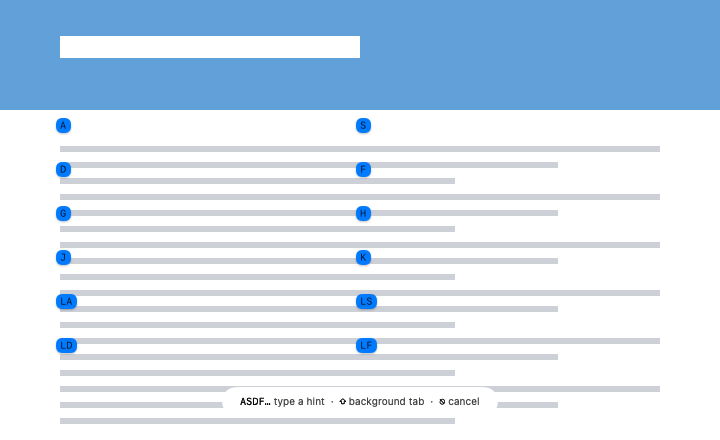 A S
D F
G H
J K
LA LS
LD LF
ASDF… type a hint · ⇧ background tab · ⎋ cancel